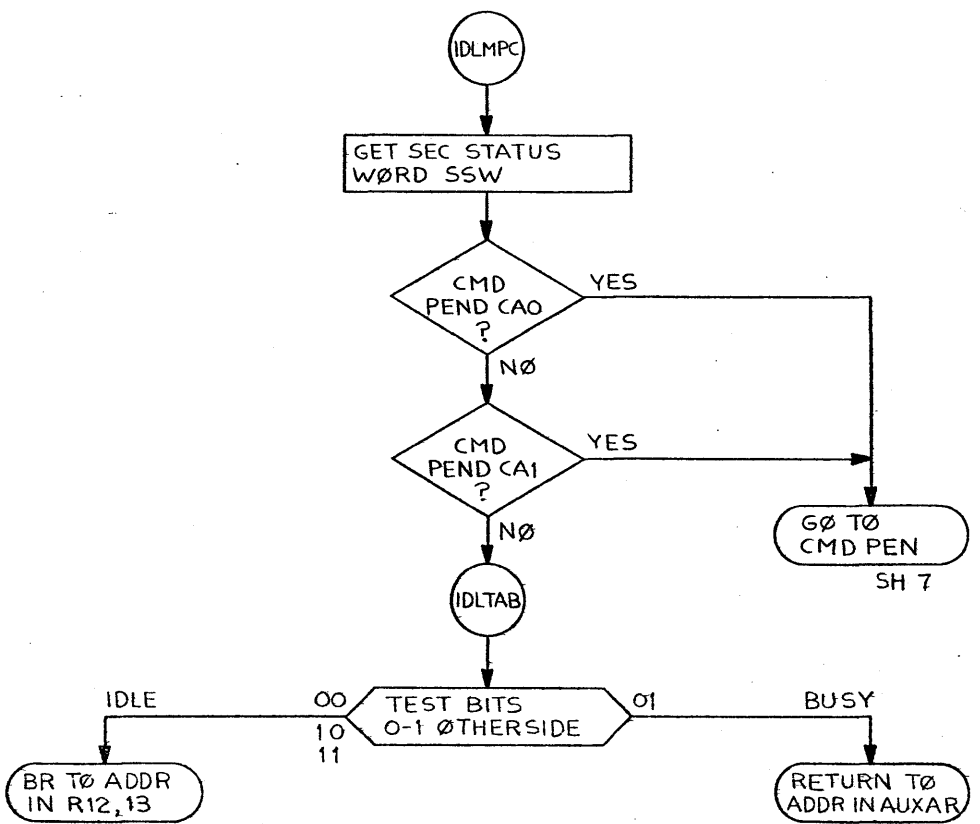 IDLMPC
GET SEC STATUS
WØRD SSW
CMD
PEND CA0
?
YES
NØ
CMD
PEND CA1
?
YES
NØ
GØ TØ
CMD PEN
SH 7
IDLTAB
IDLE
00
10
11
TEST BITS
0-1 ØTHERSIDE
01
BUSY
BR TØ ADDR
IN R12,13
RETURN TØ
ADDR IN AUXAR